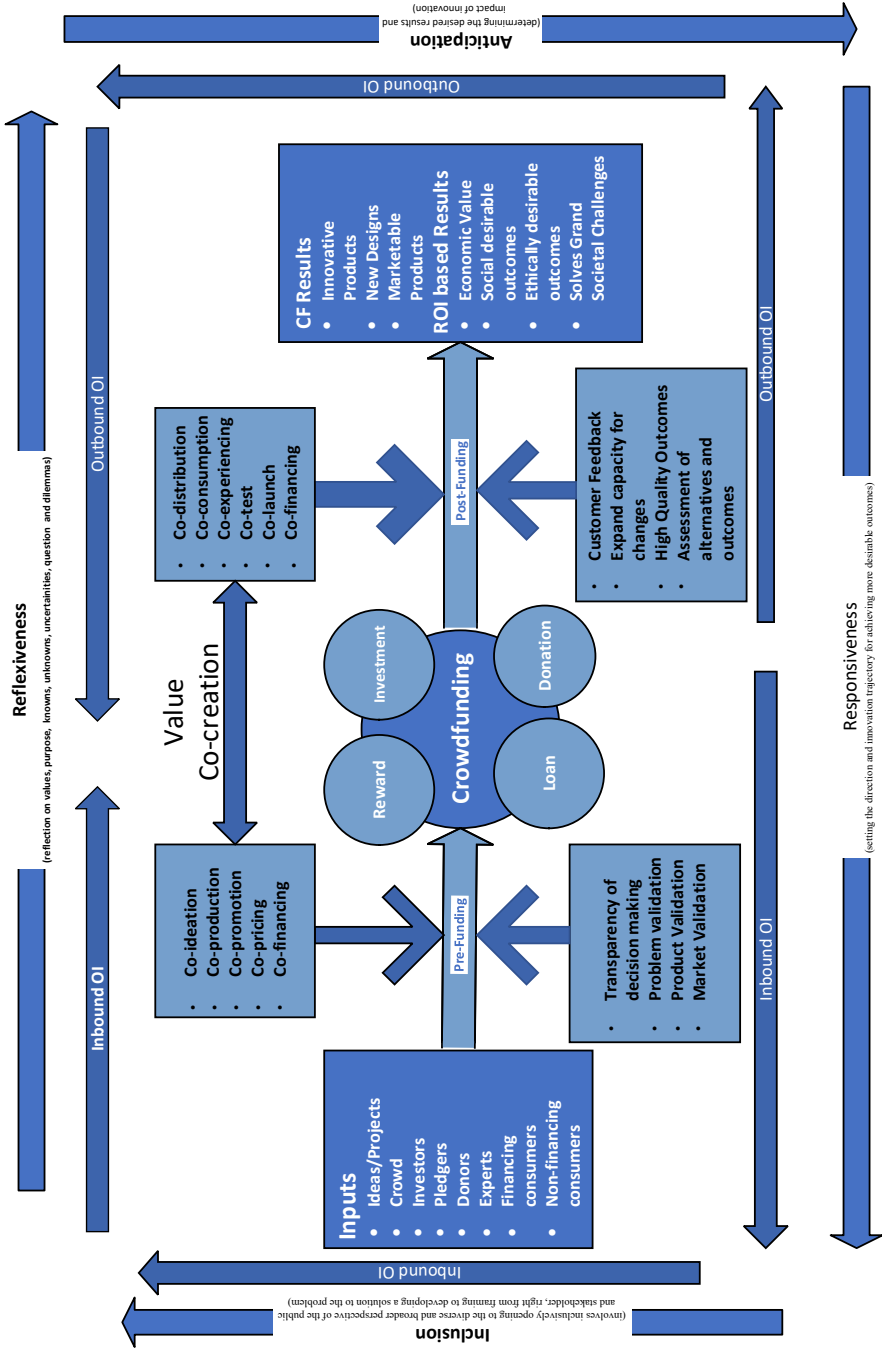 Reflexiveness
(reflection on values, purpose, knowns, unknowns, uncertainities, question and dilemmas)
Inbound OI
Outbound OI
Inclusion
(involves inclusively opening to the diverse and broader perspective of the public
and stakeholder, right from framing to developing a solution to the problem)
Inbound OI
• Co-ideation
• Co-production
• Co-promotion
• Co-pricing
• Co-financing
Value
Co-creation
• Co-distribution
• Co-consumption
• Co-experiencing
• Co-test
• Co-launch
• Co-financing
Inputs
• Ideas/Projects
• Crowd
• Investors
• Pledgers
• Donors
• Experts
• Financing
consumers
• Non-financing
consumers
Pre-Funding
Reward
Investment
Crowdfunding
Loan
Donation
Post-Funding
CF Results
• Innovative
Products
• New Designs
• Marketable
Products
ROI based Results
• Economic Value
• Social desirable
outcomes
• Ethically desirable
outcomes
• Solves Grand
Societal Challenges
• Transparency of
decision making
• Problem validation
• Product Validation
• Market Validation
• Customer Feedback
• Expand capacity for
changes
• High Quality Outcomes
• Assessment of
alternatives and
outcomes
Outbound OI
Anticipation
(determining the desired results and
impact of innovation)
Inbound OI
Outbound OI
Responsiveness
(setting the direction and innovation trajectory for achieving more desirable outcomes)